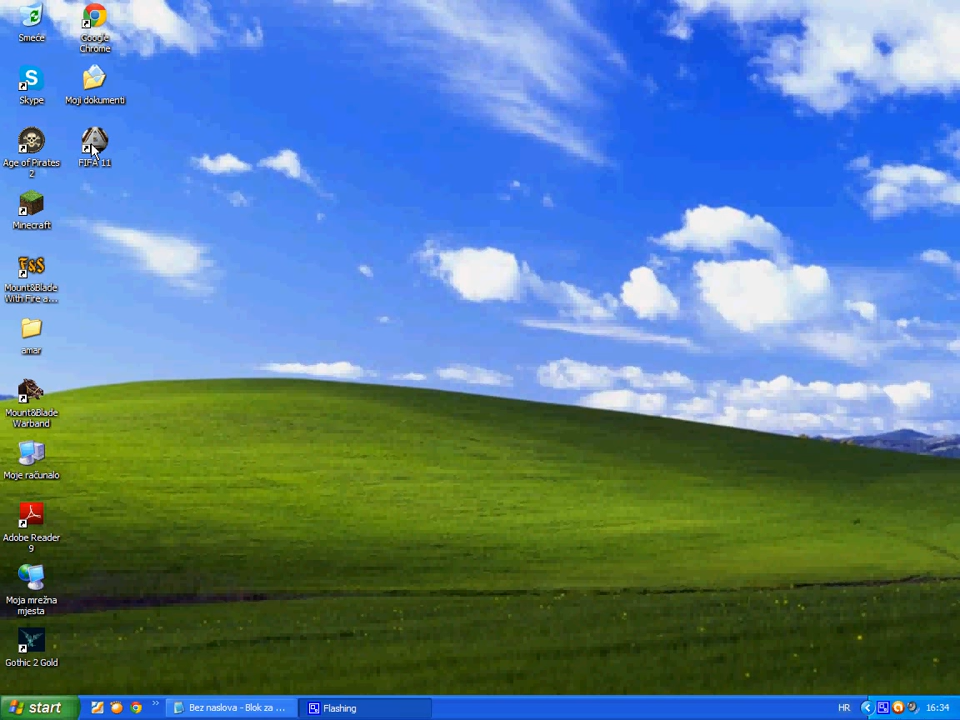 Smeće
Google
Chrome
Skype
Moji dokumenti
Age of Pirates
2
FIFA 11
Minecraft
F&S
Mount&Blade
With Fire a...
amar
Mount&Blade
Warband
Moje računalo
Adobe Reader
9
Moja mrežna
mjesta
Gothic 2 Gold
start
Bez naslova - Blok za ...
Flashing
HR
16:34